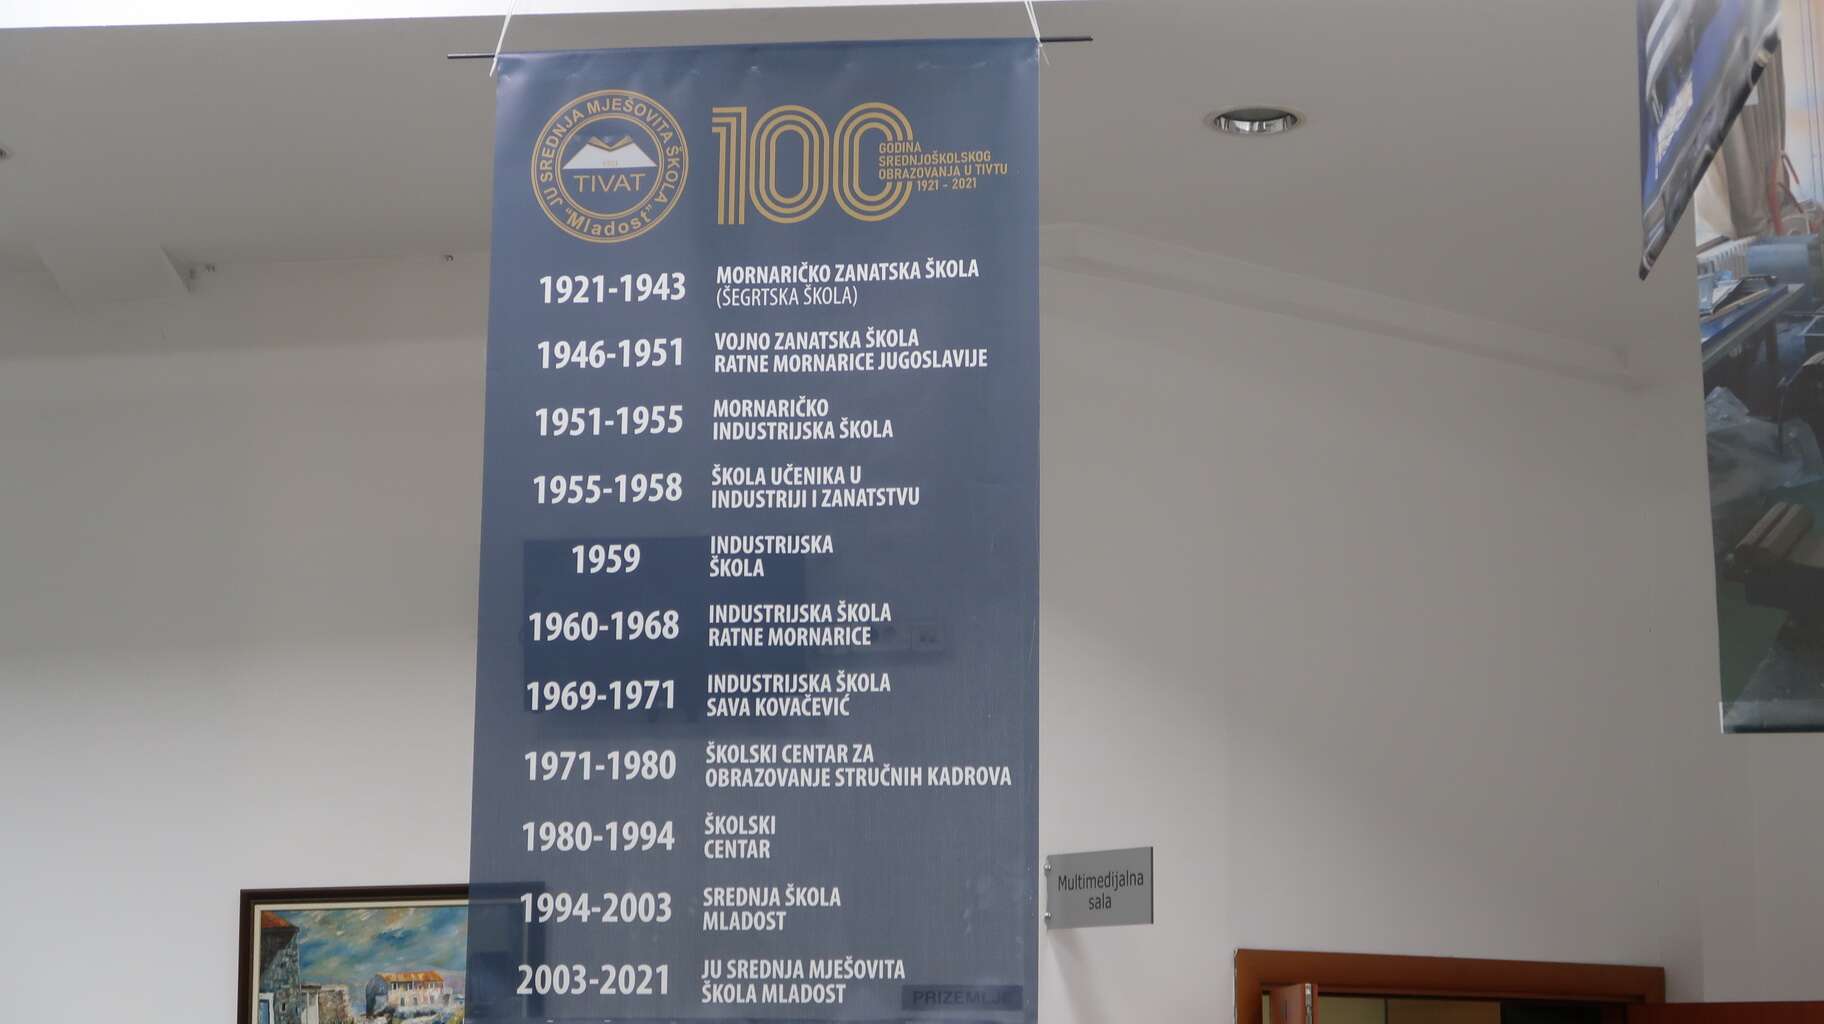 JU SREDNJA MJEŠOVITA ŠKOLA "Mladost"
1921
TIVAT
100
GODINA
SREDNJOŠKOLSKOG
OBRAZOVANJA U TIVTU
1921 - 2021
1921-1943 MORNARIČKO ZANATSKA ŠKOLA
(ŠEGRTSKA ŠKOLA)
1946-1951 VOJNO ZANATSKA ŠKOLA
RATNE MORNARICE JUGOSLAVIJE
1951-1955 MORNARIČKO
INDUSTRIJSKA ŠKOLA
1955-1958 ŠKOLA UČENIKA U
INDUSTRIJI I ZANATSTVU
1959 INDUSTRIJSKA
ŠKOLA
1960-1968 INDUSTRIJSKA ŠKOLA
RATNE MORNARICE
1969-1971 INDUSTRIJSKA ŠKOLA
SAVA KOVAČEVIĆ
1971-1980 ŠKOLSKI CENTAR ZA
OBRAZOVANJE STRUČNIH KADROVA
1980-1994 ŠKOLSKI
CENTAR
1994-2003 SREDNJA ŠKOLA
MLADOST
2003-2021 JU SREDNJA MJEŠOVITA
ŠKOLA MLADOST
PRIZEMLJE
Multimedijalna
sala